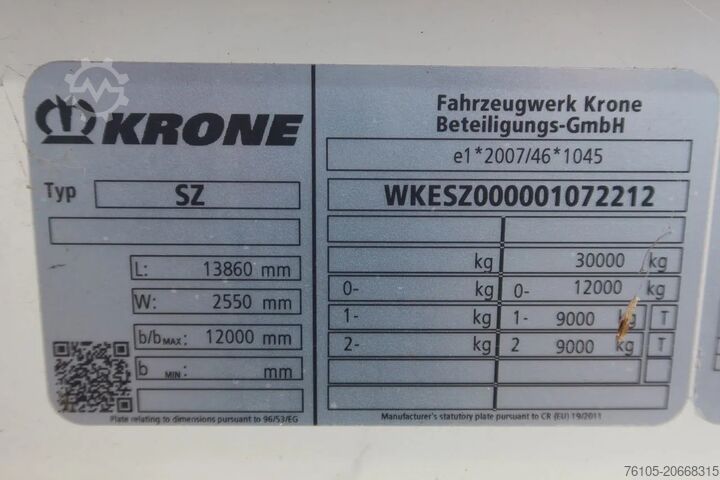 KRONE
Typ SZ
L: 13860 mm
W: 2550 mm
b/bMAX: 12000 mm
b MIN: mm
Plate relating to dimensions pursuant to 96/53/EG
Fahrzeugwerk Krone
Beteiligungs-GmbH
e1*2007/46*1045
WKESZ000001072212
kg 30000 kg
0- kg 0- 12000 kg
1- kg 1- 9000 kg T
2- kg 2 9000 kg T
Manufacturer's statutory plate pursuant to CR (EU) 19/2011
76105-20668315